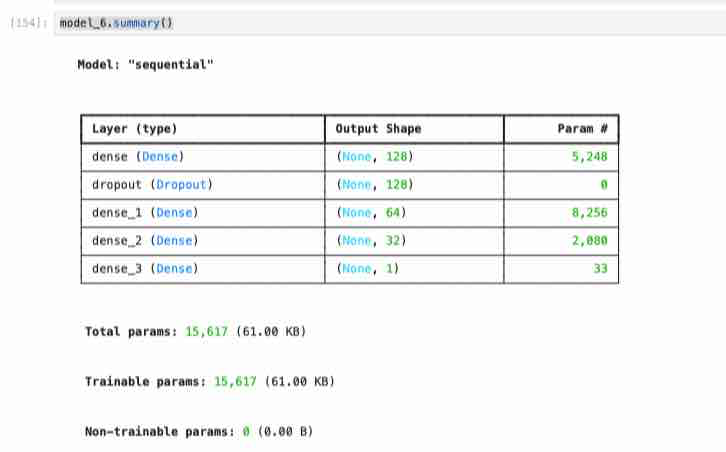 [154]: model_6.summary()
Model: "sequential"
Layer (type) Output Shape Param #
dense (Dense) (None, 128) 5,248
dropout (Dropout) (None, 128) 0
dense_1 (Dense) (None, 64) 8,256
dense_2 (Dense) (None, 32) 2,080
dense_3 (Dense) (None, 1) 33
Total params: 15,617 (61.00 KB)
Trainable params: 15,617 (61.00 KB)
Non-trainable params: 0 (0.00 B)